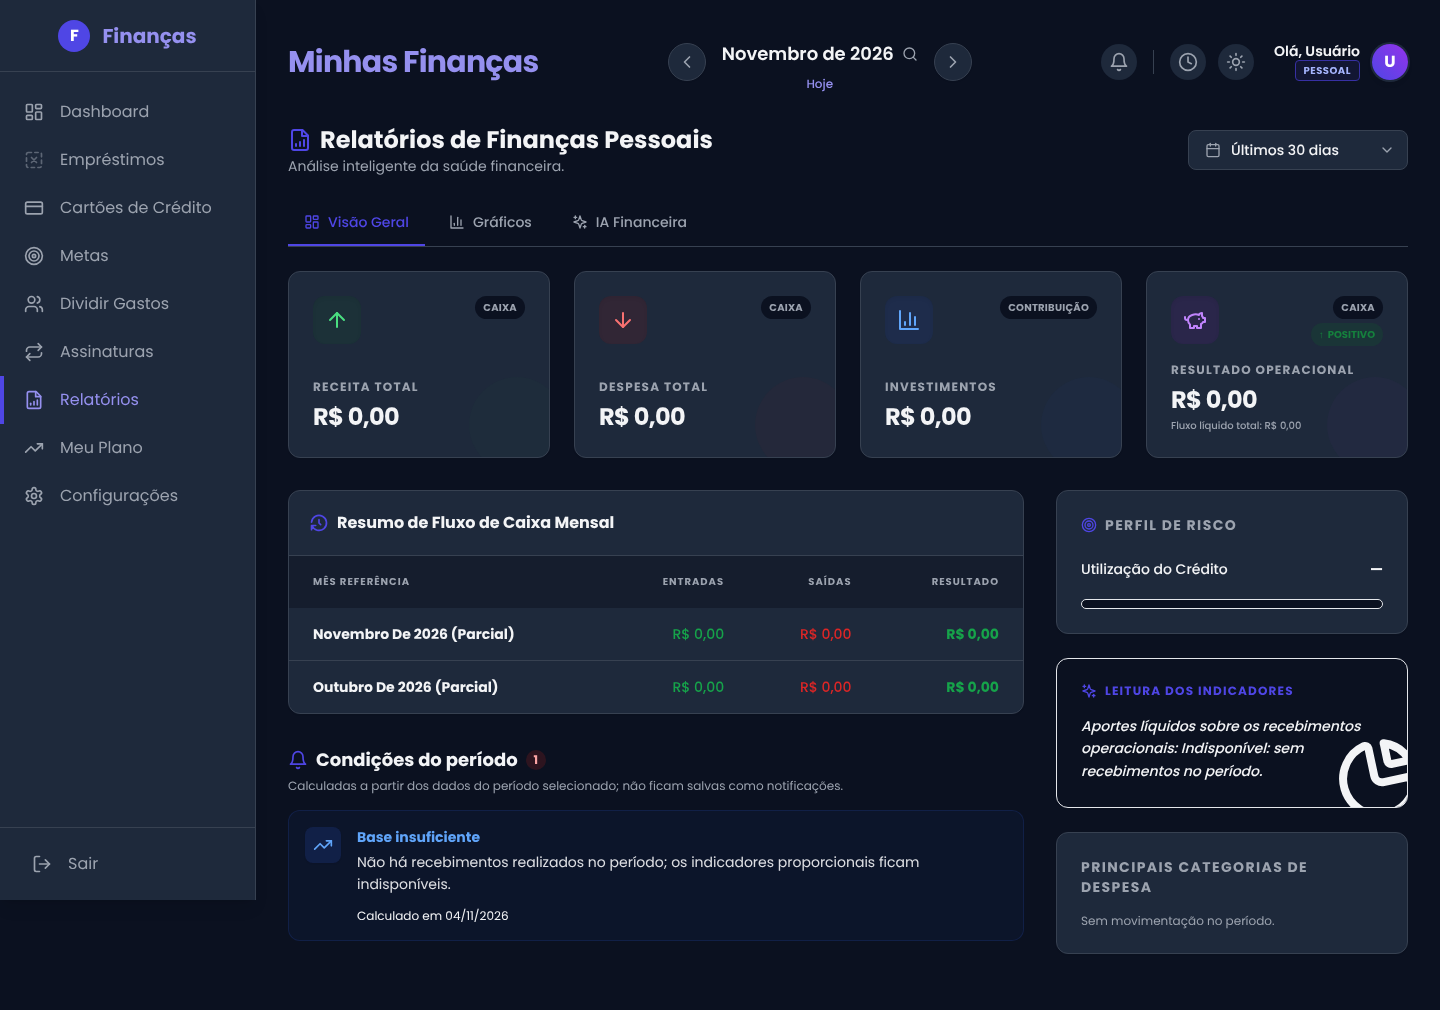 F Finanças
Dashboard
Empréstimos
Cartões de Crédito
Metas
Dividir Gastos
Assinaturas
Relatórios
Meu Plano
Configurações
Sair
Minhas Finanças
Novembro de 2026
Hoje
Olá, Usuário
PESSOAL
U
Relatórios de Finanças Pessoais
Análise inteligente da saúde financeira.
Últimos 30 dias
Visão Geral
Gráficos
IA Financeira
CAIXA
RECEITA TOTAL
R$ 0,00
CAIXA
DESPESA TOTAL
R$ 0,00
CONTRIBUIÇÃO
INVESTIMENTOS
R$ 0,00
CAIXA
↑ POSITIVO
RESULTADO OPERACIONAL
R$ 0,00
Fluxo líquido total: R$ 0,00
Resumo de Fluxo de Caixa Mensal
MÊS REFERÊNCIA ENTRADAS SAÍDAS RESULTADO
Novembro De 2026 (Parcial) R$ 0,00 R$ 0,00 R$ 0,00
Outubro De 2026 (Parcial) R$ 0,00 R$ 0,00 R$ 0,00
Condições do período 1
Calculadas a partir dos dados do período selecionado; não ficam salvas como notificações.
Base insuficiente
Não há recebimentos realizados no período; os indicadores proporcionais ficam
indisponíveis.
Calculado em 04/11/2026
PERFIL DE RISCO
Utilização do Crédito —
LEITURA DOS INDICADORES
Aportes líquidos sobre os recebimentos
operacionais: Indisponível: sem
recebimentos no período.
PRINCIPAIS CATEGORIAS DE
DESPESA
Sem movimentação no período.